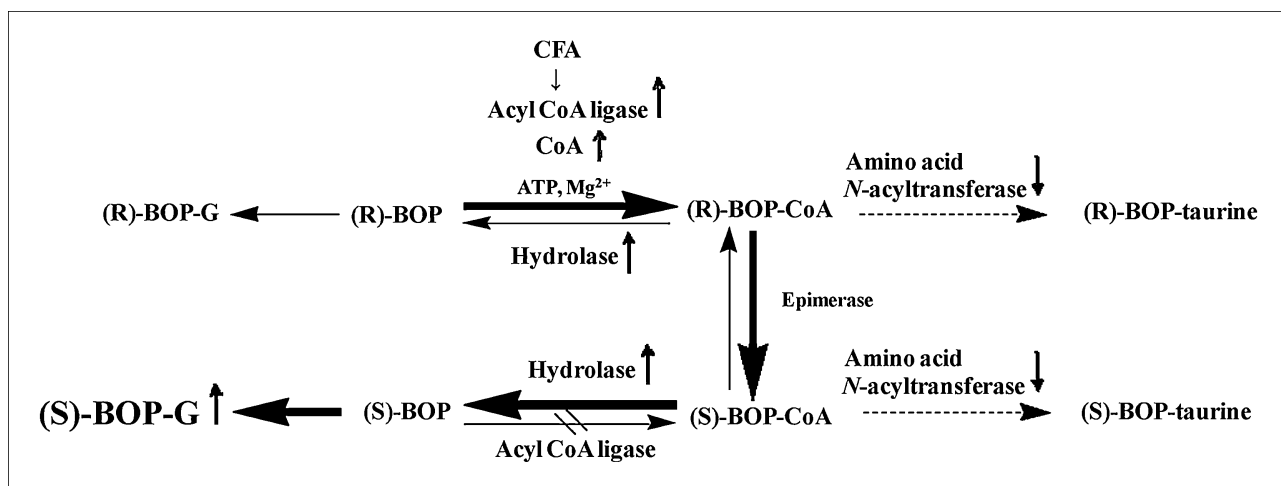 CFA
Acyl CoA ligase
CoA
ATP, Mg²⁺
(R)-BOP-G
(R)-BOP
(R)-BOP-CoA
Amino acid
N-acyltransferase
(R)-BOP-taurine
Hydrolase
Epimerase
Hydrolase
Amino acid
N-acyltransferase
(S)-BOP-G
(S)-BOP
(S)-BOP-CoA
(S)-BOP-taurine
Acyl CoA ligase